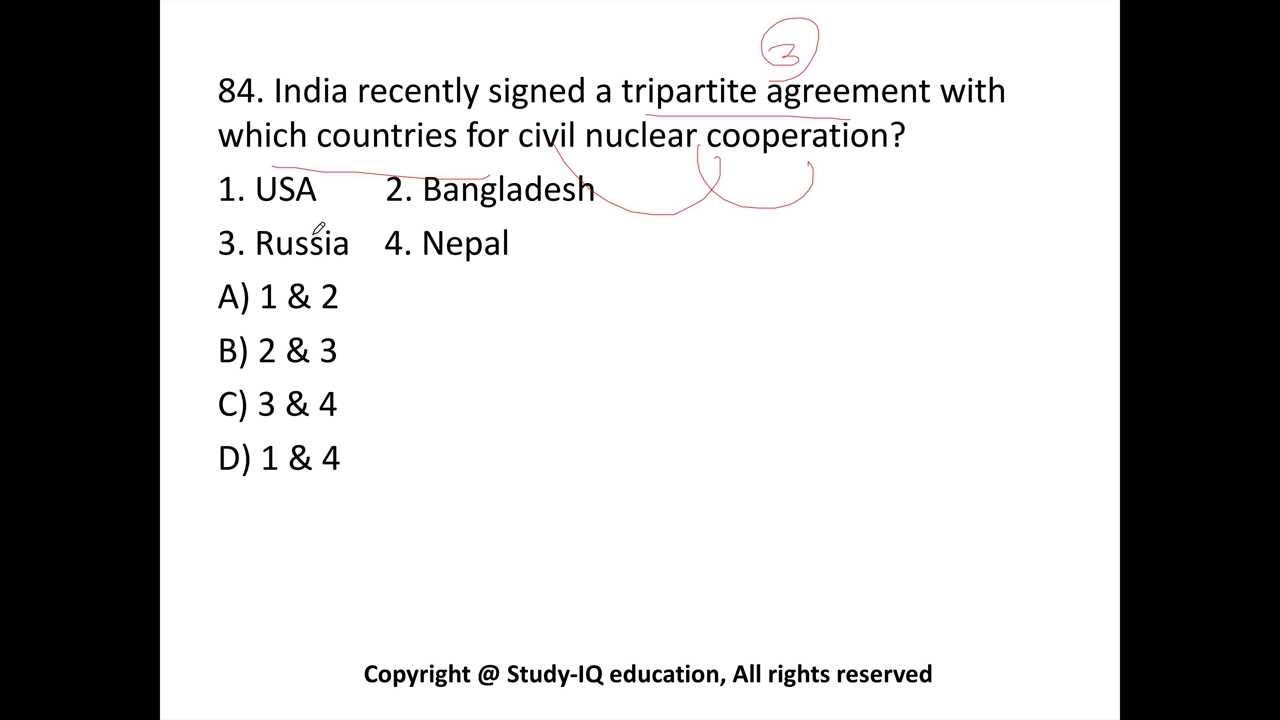 3
84. India recently signed a tripartite agreement with
which countries for civil nuclear cooperation?
1. USA 2. Bangladesh
3. Russia 4. Nepal
A) 1 & 2
B) 2 & 3
C) 3 & 4
D) 1 & 4
Copyright @ Study-IQ education, All rights reserved